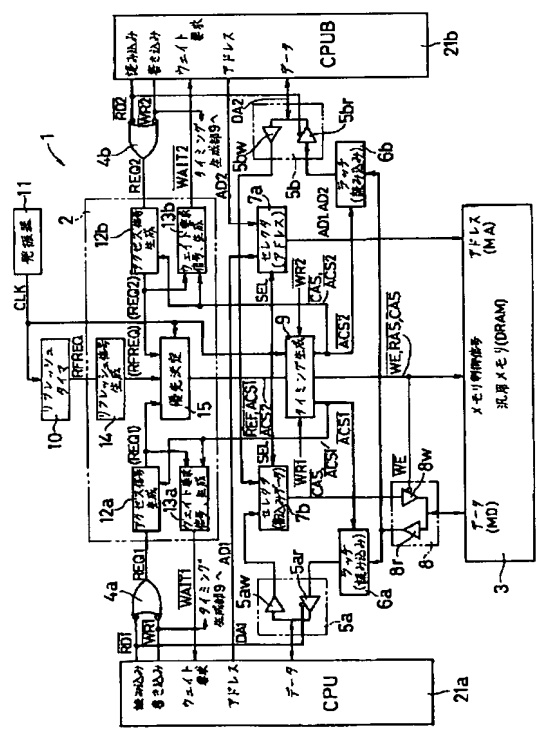 1
11
発振器
CLK
10
リフレッシュタイマ
RFREQ
2
14
リフレッシュ信号生成
(RFREQ)
(REQ1)
(REQ2)
15
優先決定
4a
RD1
WR1
REQ1
12a
アクセス信号生成
13a
ウェイト要求信号生成
WAIT1
タイミング生成部9へ
AD1
4b
RD2
WR2
REQ2
12b
アクセス信号生成
13b
ウェイト要求信号生成
WAIT2
タイミング生成部9へ
AD2
読み込み
書き込み
ウェイト要求
アドレス
データ
CPU
21a
読み込み
書き込み
ウェイト要求
アドレス
データ
CPUB
21b
DA1
5aw
5ar
5a
DA2
5bw
5br
5b
REF, ACS1
ACS2
SEL
セレクタ
(書込みデータ)
7b
SEL
7a
セレクタ
(アドレス)
AD1, AD2
9
タイミング生成
WR1
WR2
CAS,
ACS1
ACS1
CAS,
ACS2
ACS2
ラッチ
(読み込み)
6a
ラッチ
(読み込み)
6b
WE
8w
8r
8
WE, RAS, CAS
データ
(MD)
メモリ制御信号
アドレス
(MA)
汎用メモリ(DRAM)
3